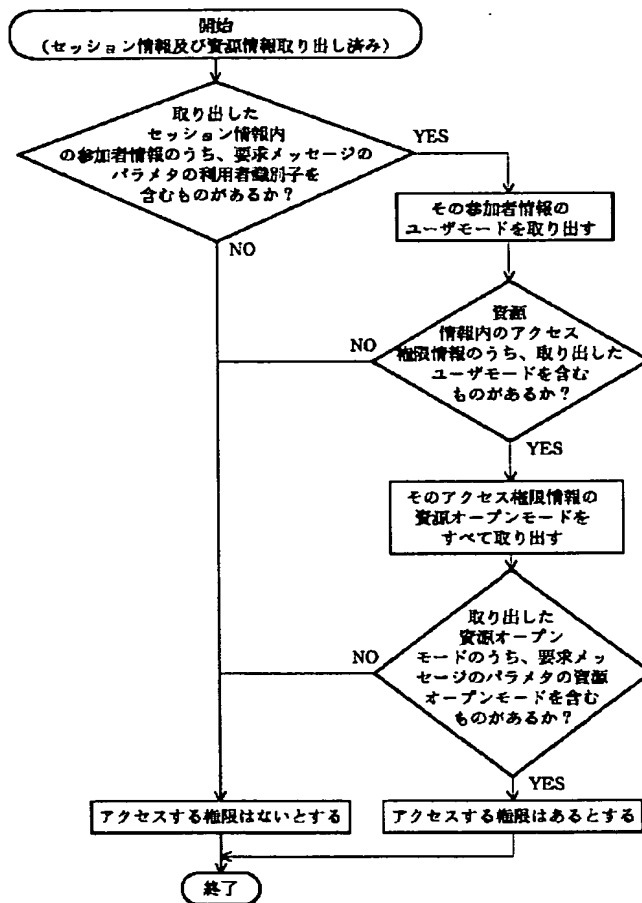 開始
(セッション情報及び資源情報取り出し済み)
取り出した
セッション情報内
の参加者情報のうち、要求メッセージの
パラメタの利用者識別子を
含むものがあるか？
YES
NO
その参加者情報の
ユーザモードを取り出す
資源
情報内のアクセス
権限情報のうち、取り出した
ユーザモードを含む
ものがあるか？
NO
YES
そのアクセス権限情報の
資源オープンモードを
すべて取り出す
取り出した
資源オープン
モードのうち、要求メッ
セージのパラメタの資源
オープンモードを含む
ものがあるか？
NO
YES
アクセスする権限はないとする
アクセスする権限はあるとする
終了